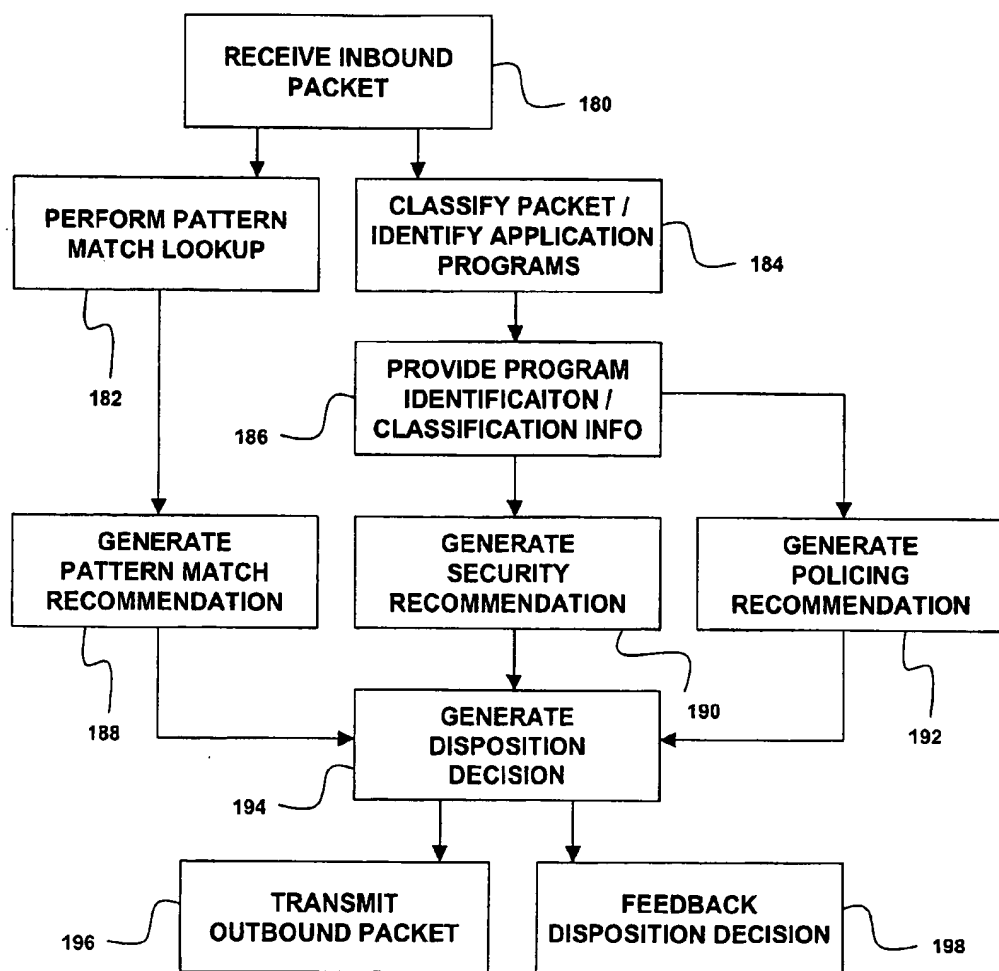 RECEIVE INBOUND
PACKET
180
PERFORM PATTERN
MATCH LOOKUP
182
CLASSIFY PACKET /
IDENTIFY APPLICATION
PROGRAMS
184
PROVIDE PROGRAM
IDENTIFICAITON /
CLASSIFICATION INFO
186
GENERATE
PATTERN MATCH
RECOMMENDATION
188
GENERATE
SECURITY
RECOMMENDATION
190
GENERATE
POLICING
RECOMMENDATION
192
GENERATE
DISPOSITION
DECISION
194
TRANSMIT
OUTBOUND PACKET
196
FEEDBACK
DISPOSITION DECISION
198